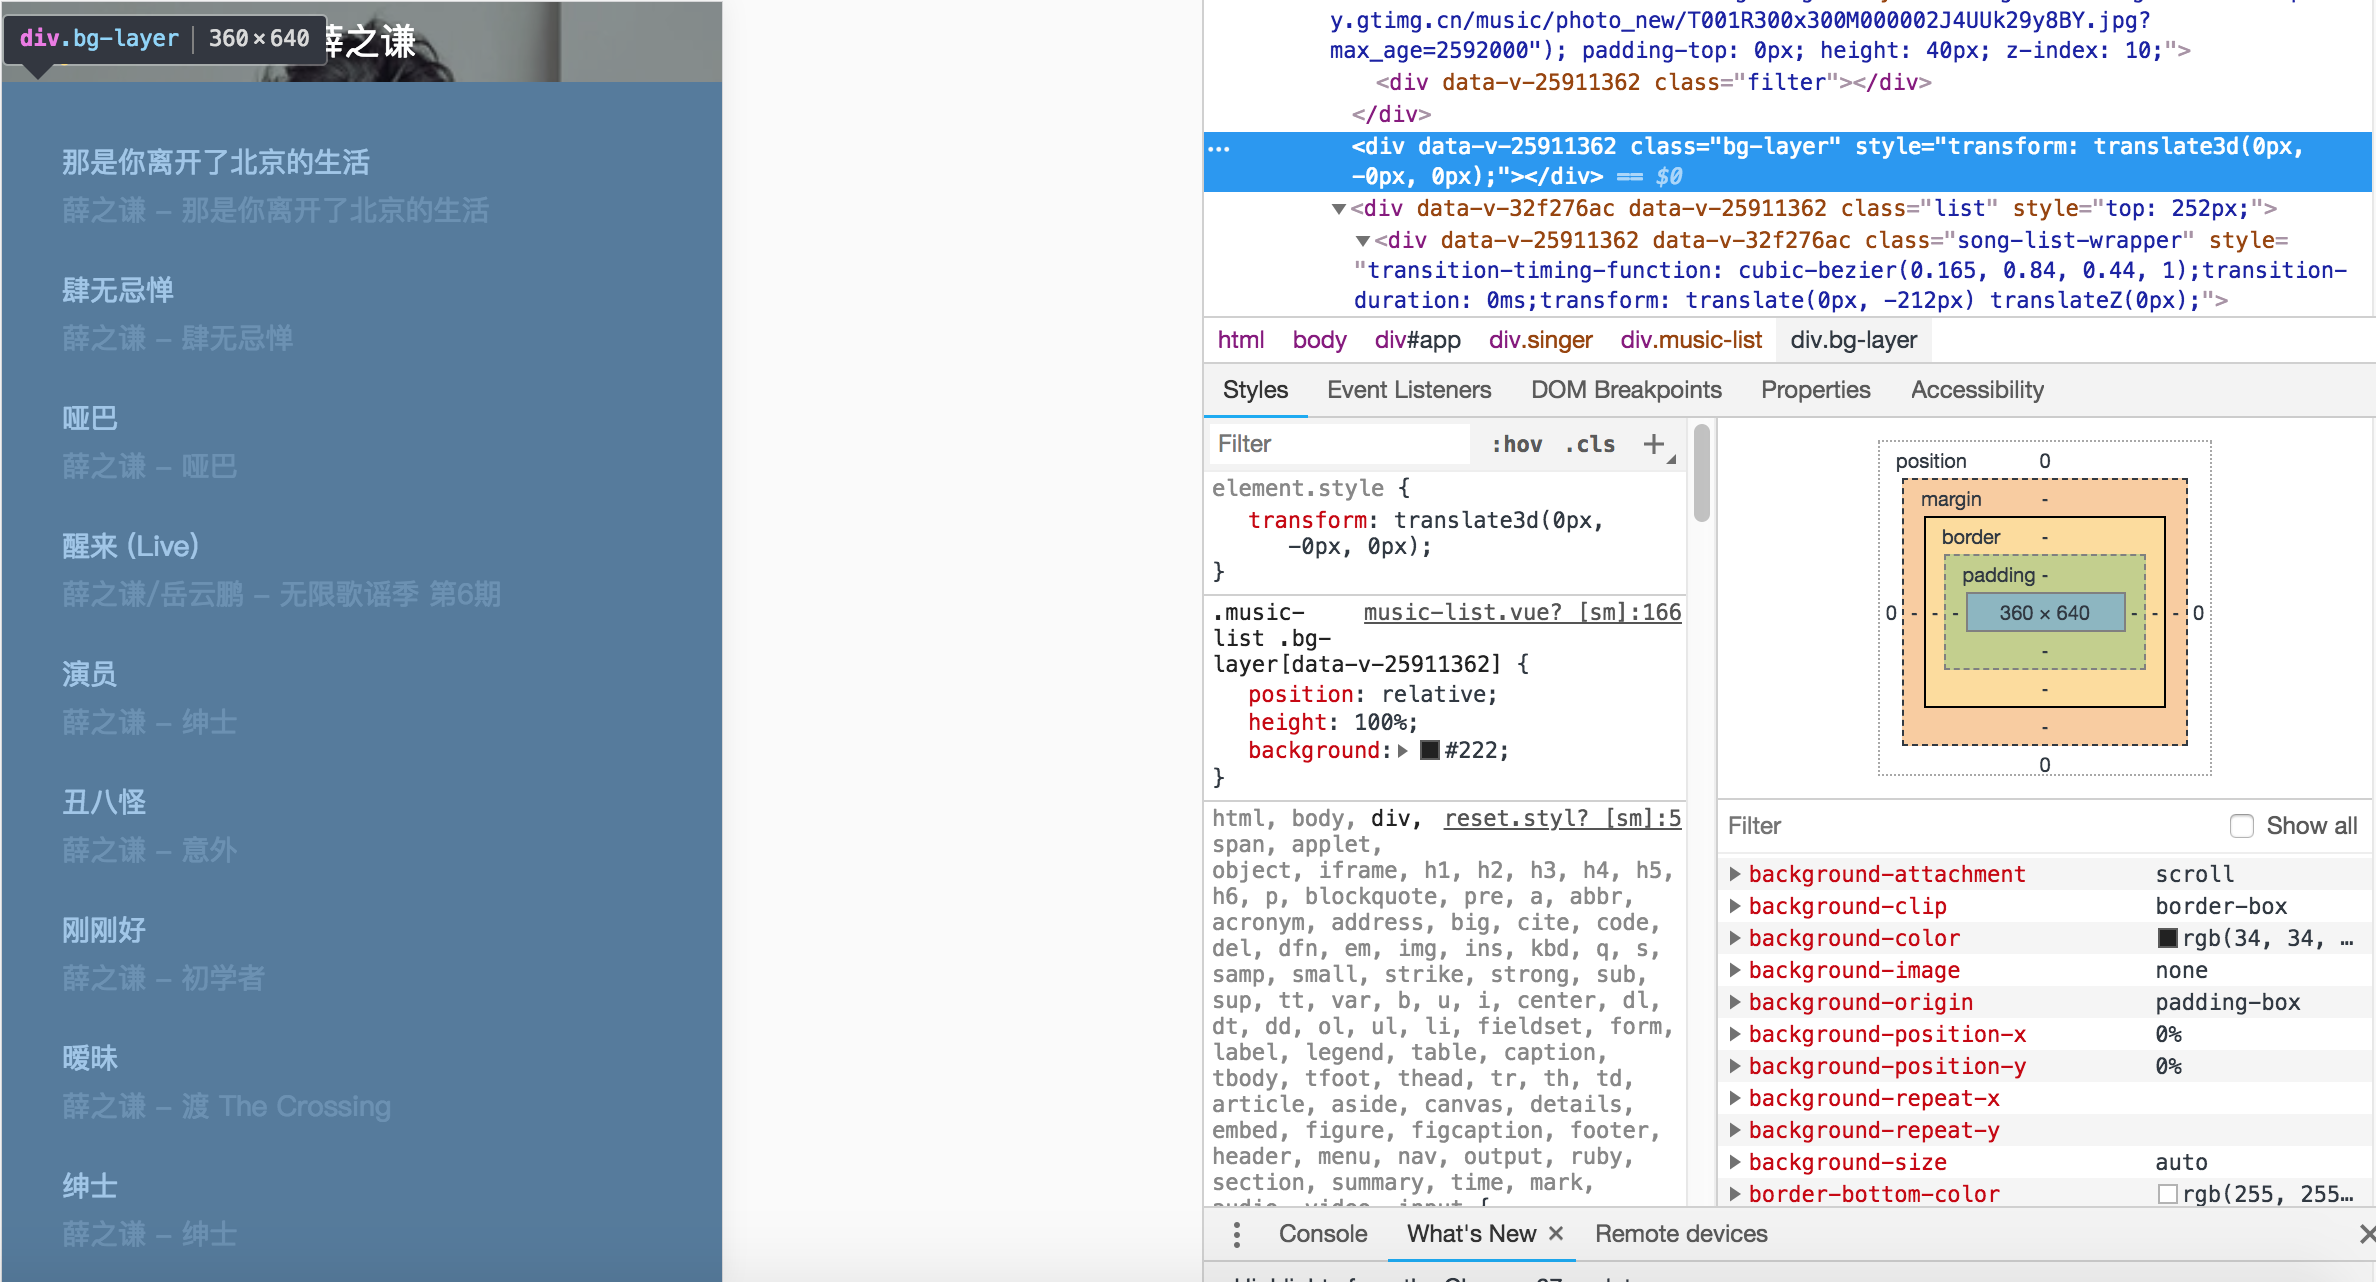 div.bg-layer | 360 × 640
薛之谦
那是你离开了北京的生活
薛之谦 – 那是你离开了北京的生活
肆无忌惮
薛之谦 – 肆无忌惮
哑巴
薛之谦 – 哑巴
醒来 (Live)
薛之谦/岳云鹏 – 无限歌谣季 第6期
演员
薛之谦 – 绅士
丑八怪
薛之谦 – 意外
刚刚好
薛之谦 – 初学者
暧昧
薛之谦 – 渡 The Crossing
绅士
薛之谦 – 绅士
y.gtimg.cn/music/photo_new/T001R300x300M000002J4UUk29y8BY.jpg?
max_age=2592000"); padding-top: 0px; height: 40px; z-index: 10;">
<div data-v-25911362 class="filter"></div>
</div>
... <div data-v-25911362 class="bg-layer" style="transform: translate3d(0px,
-0px, 0px);"></div> == $0
▼<div data-v-32f276ac data-v-25911362 class="list" style="top: 252px;">
▼<div data-v-25911362 data-v-32f276ac class="song-list-wrapper" style=
"transition-timing-function: cubic-bezier(0.165, 0.84, 0.44, 1);transition-
duration: 0ms;transform: translate(0px, -212px) translateZ(0px);">
html body div#app div.singer div.music-list div.bg-layer
Styles Event Listeners DOM Breakpoints Properties Accessibility
Filter :hov .cls +
element.style {
transform: translate3d(0px,
-0px, 0px);
}
.music- music-list.vue? [sm]:166
list .bg-
layer[data-v-25911362] {
position: relative;
height: 100%;
background: #222;
}
html, body, div, reset.styl? [sm]:5
span, applet,
object, iframe, h1, h2, h3, h4, h5,
h6, p, blockquote, pre, a, abbr,
acronym, address, big, cite, code,
del, dfn, em, img, ins, kbd, q, s,
samp, small, strike, strong, sub,
sup, tt, var, b, u, i, center, dl,
dt, dd, ol, ul, li, fieldset, form,
label, legend, table, caption,
tbody, tfoot, thead, tr, th, td,
article, aside, canvas, details,
embed, figure, figcaption, footer,
header, menu, nav, output, ruby,
section, summary, time, mark,
audio, video, input {
position 0
margin -
border -
padding -
0 - - - 360 × 640 - - - 0
-
-
-
0
Filter Show all
background-attachment scroll
background-clip border-box
background-color rgb(34, 34, …
background-image none
background-origin padding-box
background-position-x 0%
background-position-y 0%
background-repeat-x
background-repeat-y
background-size auto
border-bottom-color rgb(255, 255…
Console What's New × Remote devices ×